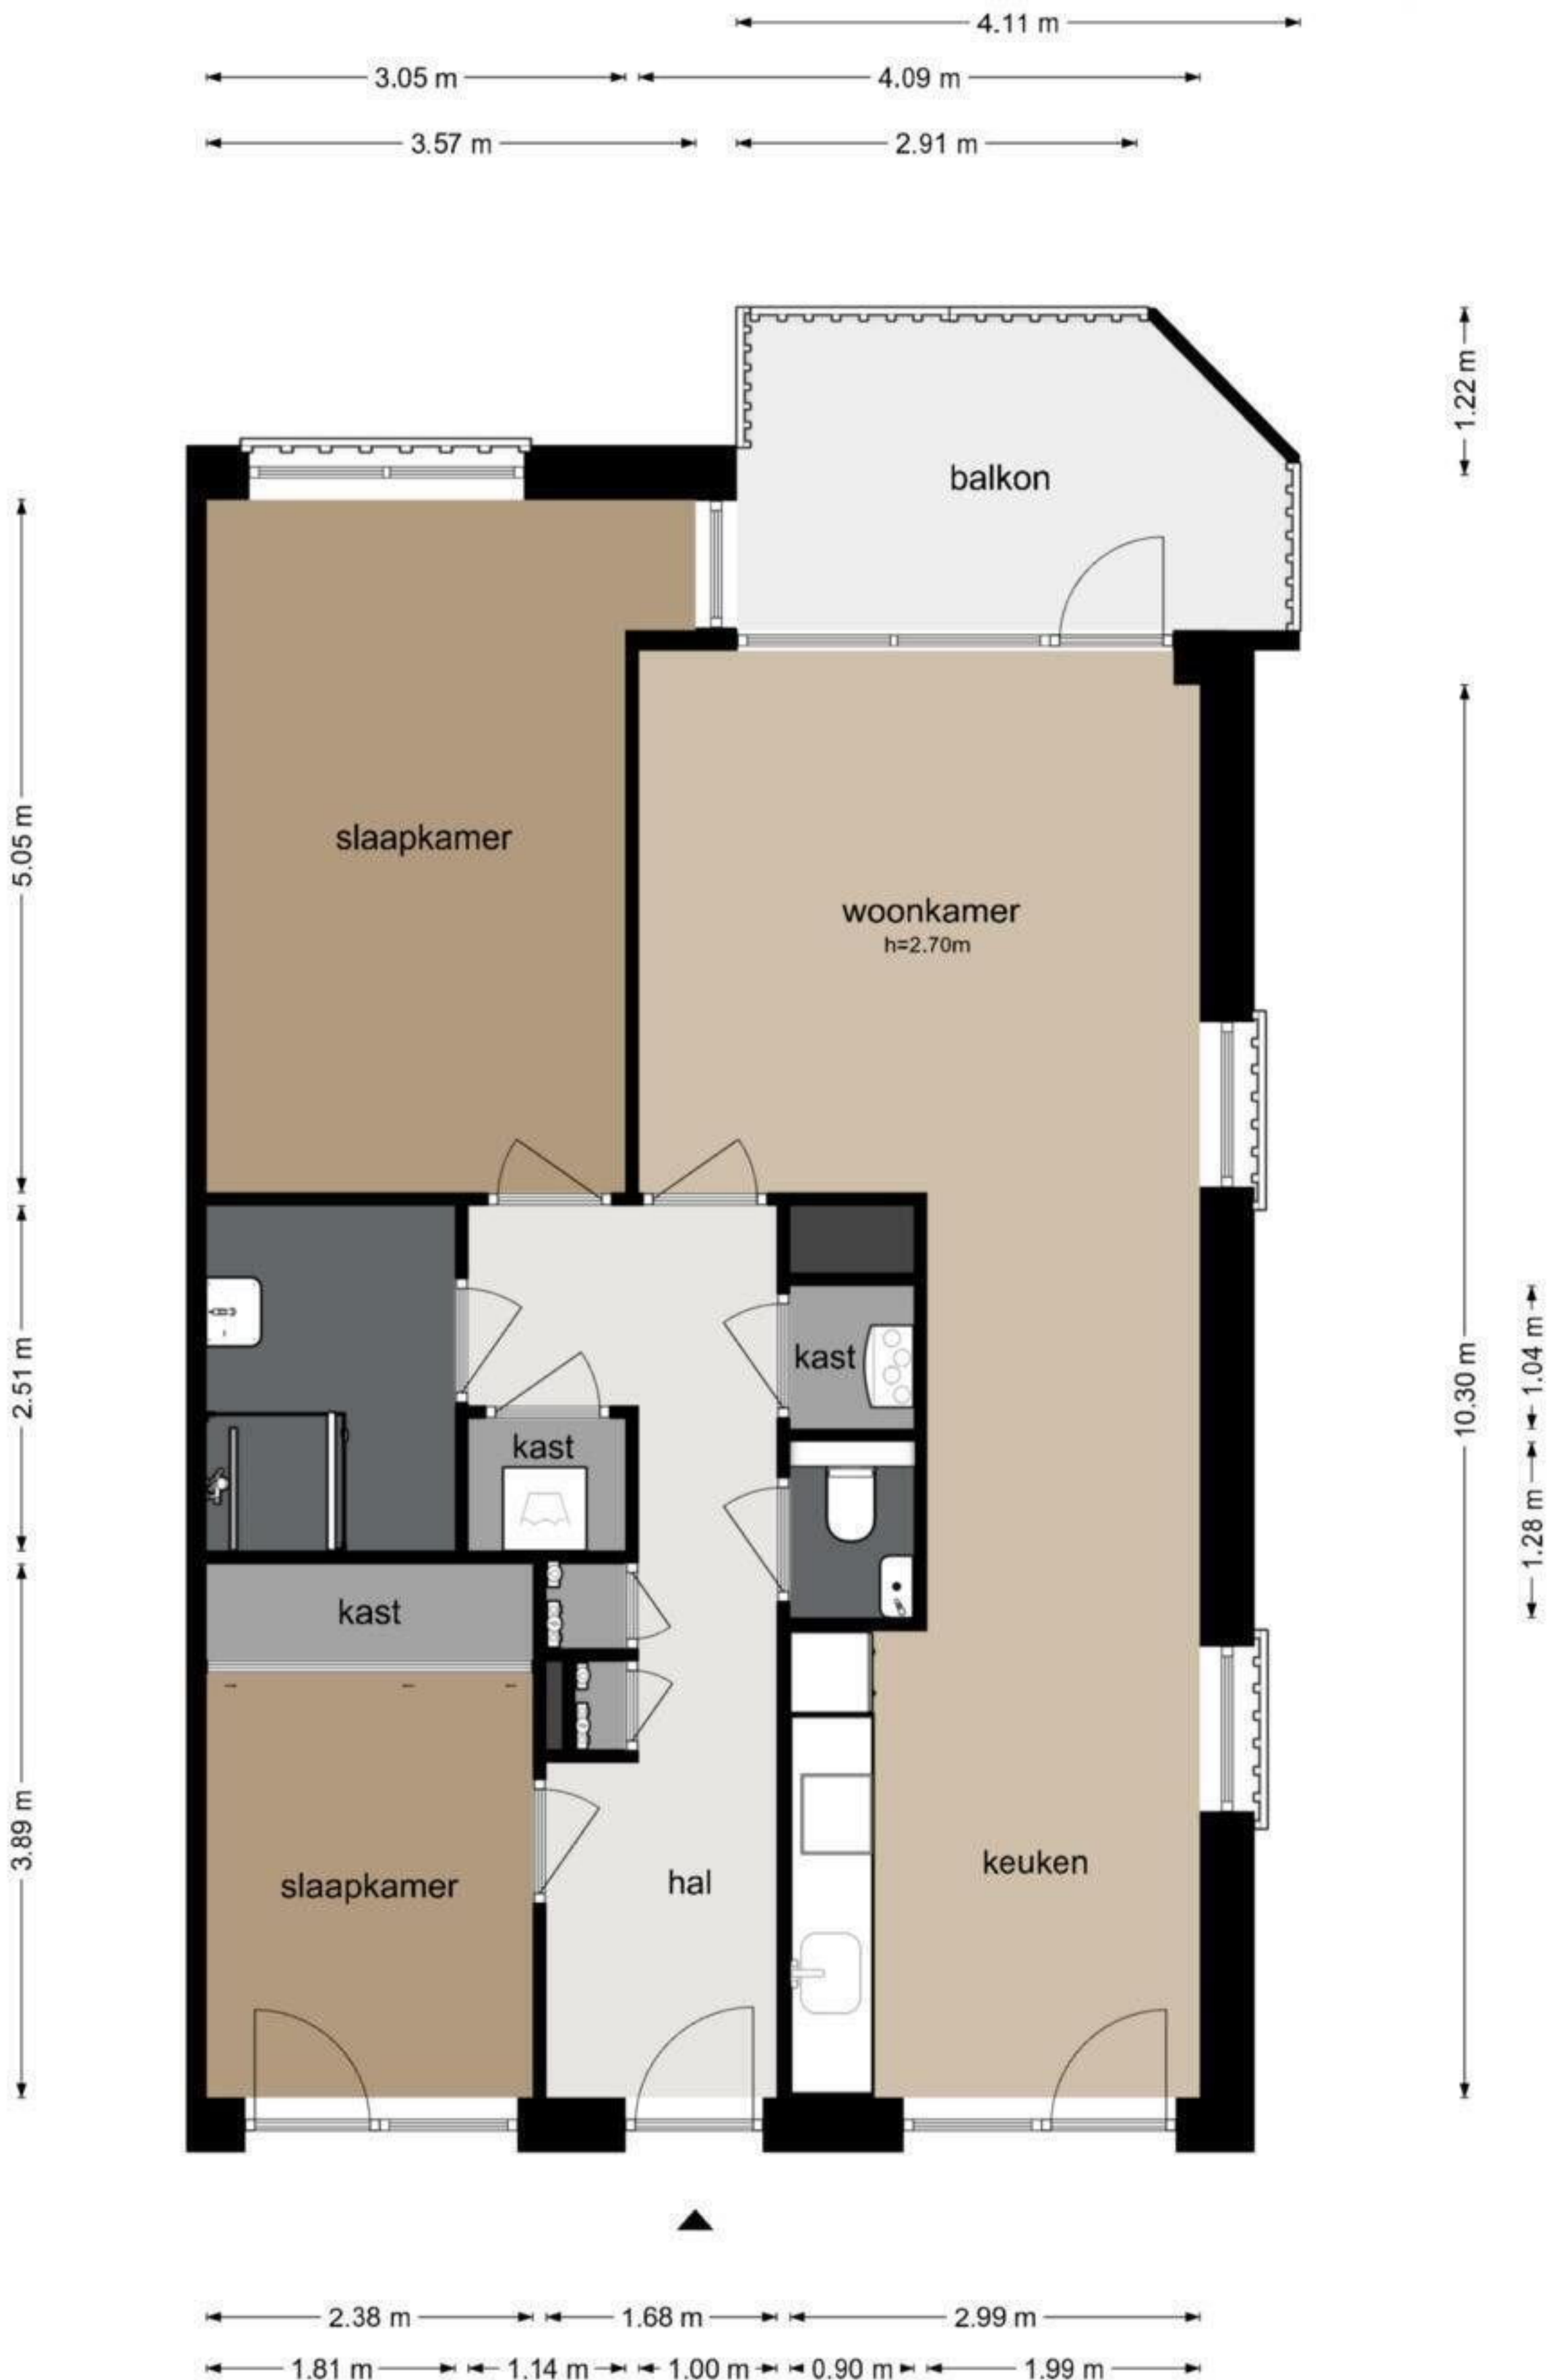 4.11 m
3.05 m
4.09 m
3.57 m
2.91 m
1.22 m
balkon
5.05 m
slaapkamer
woonkamer
h=2.70m
2.51 m
10.30 m
1.04 m
kast
kast
1.28 m
kast
3.89 m
slaapkamer
hal
keuken
2.38 m
1.68 m
2.99 m
1.81 m
1.14 m
1.00 m
0.90 m
1.99 m